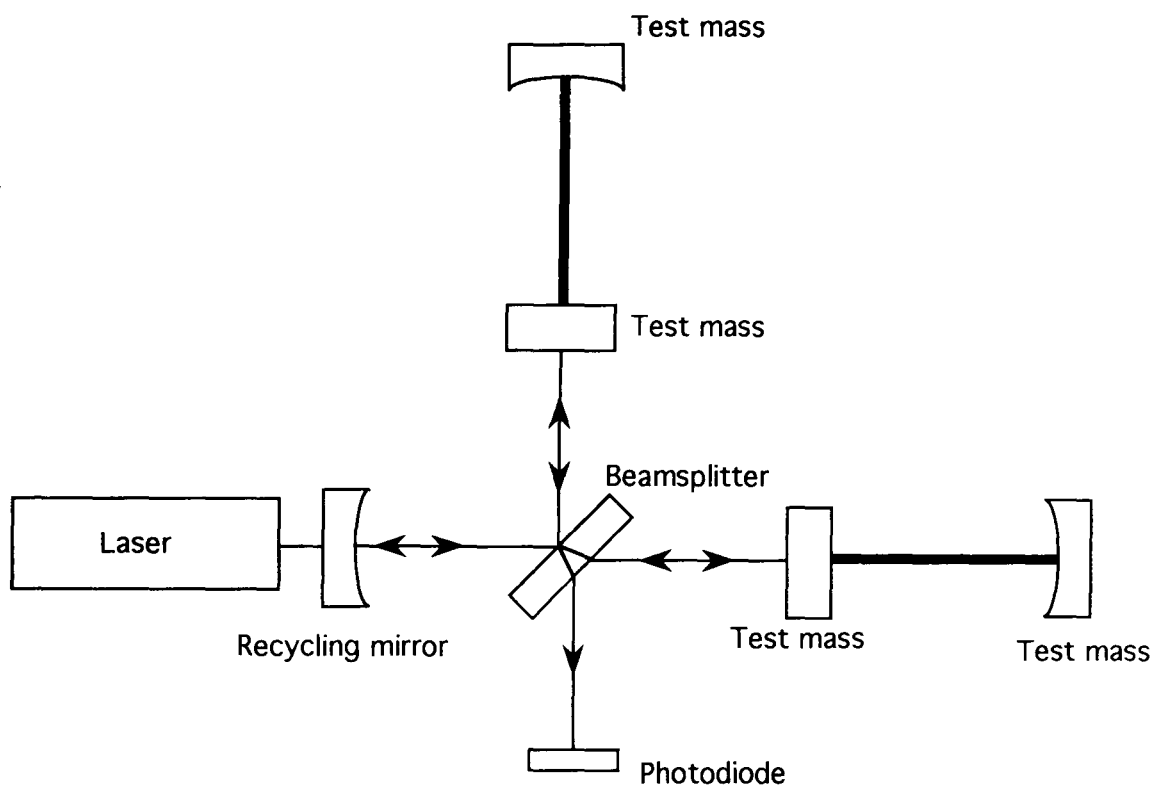 Test mass
Test mass
Beamsplitter
Laser
Recycling mirror
Test mass
Test mass
Photodiode